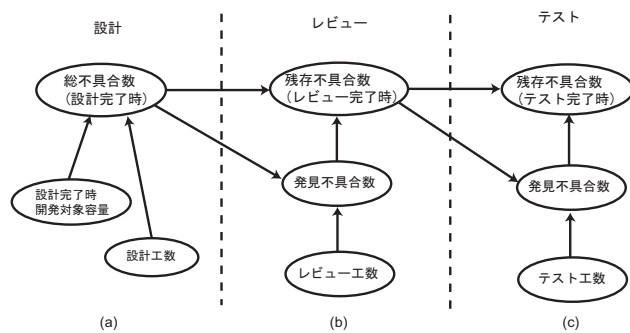 設計
レビュー
テスト
総不具合数
(設計完了時)
残存不具合数
(レビュー完了時)
残存不具合数
(テスト完了時)
設計完了時
開発対象容量
設計工数
発見不具合数
レビュー工数
発見不具合数
テスト工数
(a)
(b)
(c)